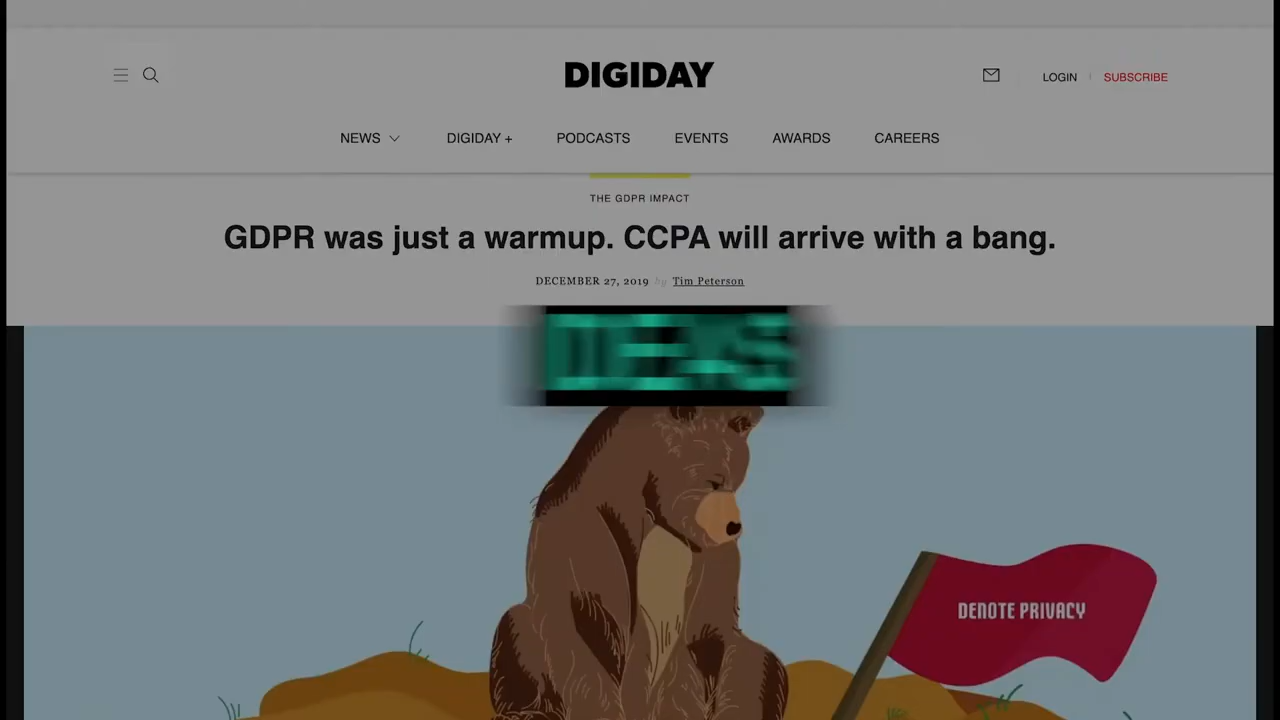 DIGIDAY
LOGIN
SUBSCRIBE
NEWS
DIGIDAY +
PODCASTS
EVENTS
AWARDS
CAREERS
THE GDPR IMPACT
GDPR was just a warmup. CCPA will arrive with a bang.
DECEMBER 27, 2019 by Tim Peterson
DENOTE PRIVACY